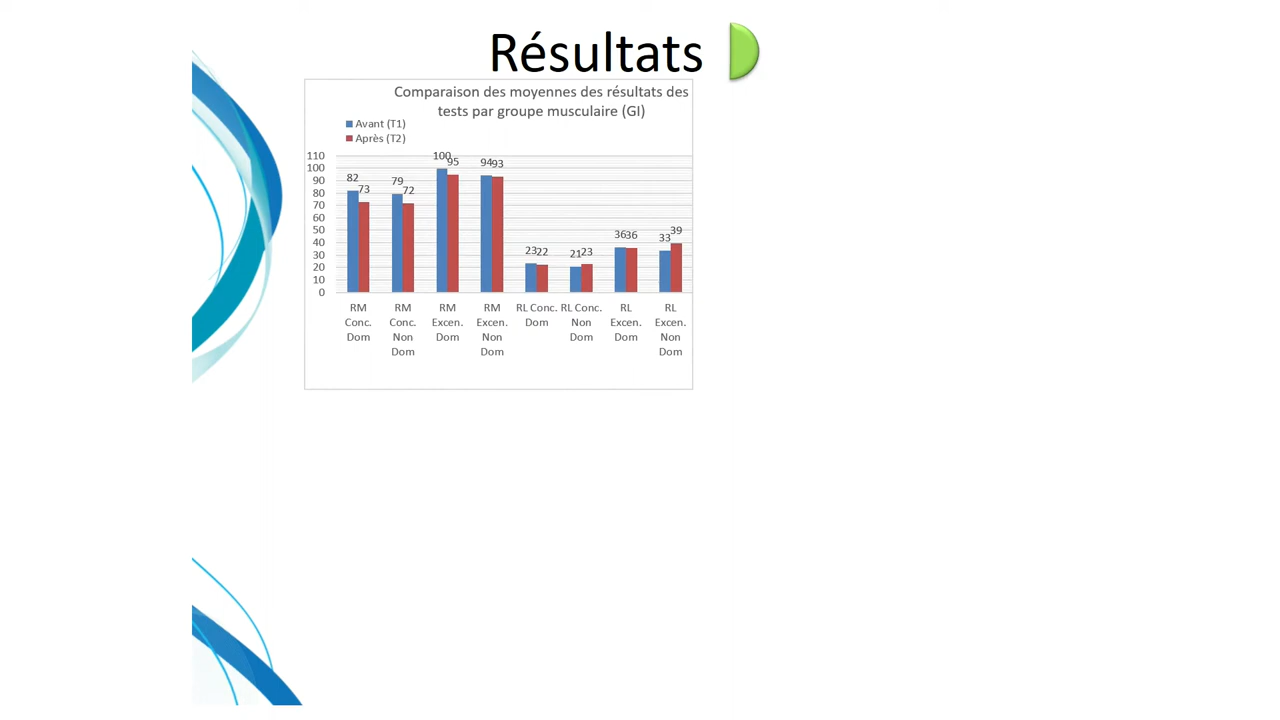 Résultats
Comparaison des moyennes des résultats des
tests par groupe musculaire (GI)
Avant (T1)
Après (T2)
110
100
90
80
70
60
50
40
30
20
10
0
82 73 79 72 100 95 94 93 23 22 21 23 36 36 33 39
RM Conc. Dom
RM Conc. Non Dom
RM Excen. Dom
RM Excen. Non Dom
RL Conc. Dom
RL Conc. Non Dom
RL Excen. Dom
RL Excen. Non Dom